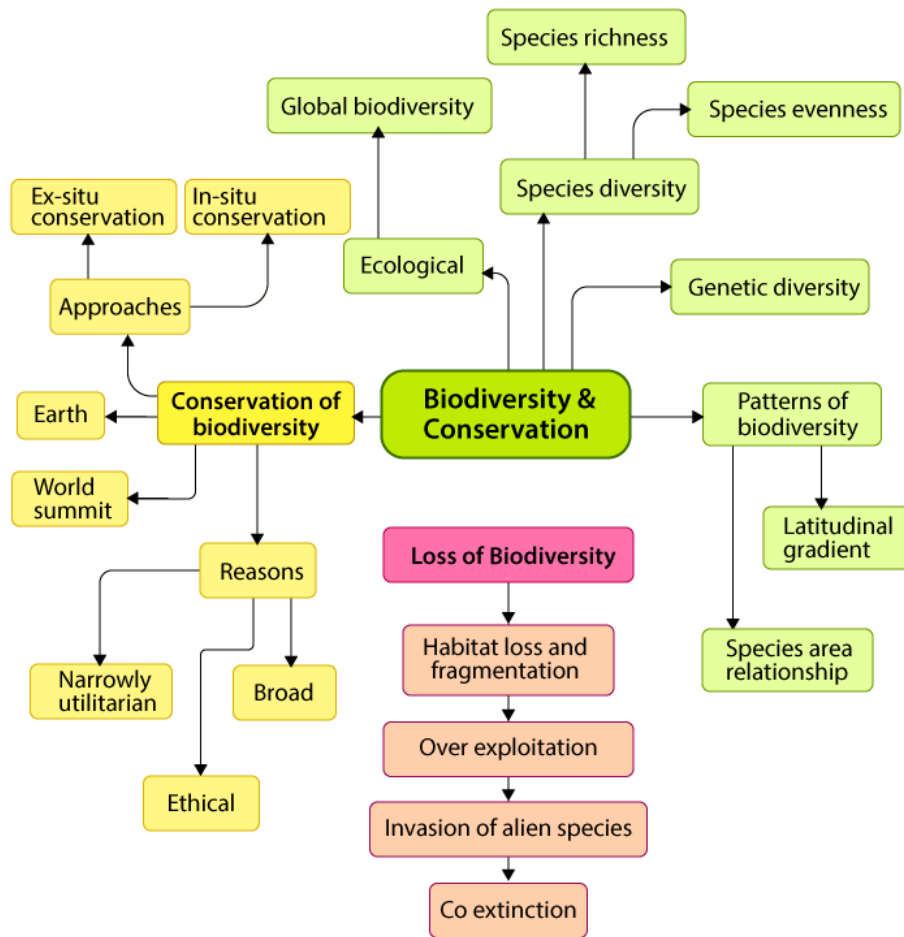 Species richness
Global biodiversity
Species evenness
Ex-situ
conservation
In-situ
conservation
Species diversity
Ecological
Genetic diversity
Approaches
Conservation of
biodiversity
Biodiversity &
Conservation
Earth
Patterns of
biodiversity
World
summit
Latitudinal
gradient
Loss of Biodiversity
Reasons
Habitat loss and
fragmentation
Species area
relationship
Narrowly
utilitarian
Broad
Over exploitation
Ethical
Invasion of alien species
Co extinction